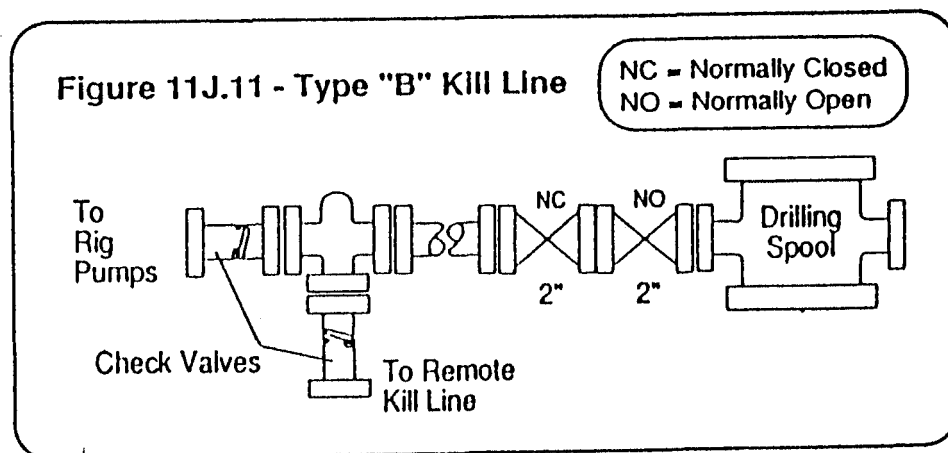 Figure 11J.11 - Type "B" Kill Line
NC = Normally Closed
NO = Normally Open
To
Rig
Pumps
NC
NO
2"
2"
Drilling
Spool
Check Valves
To Remote
Kill Line